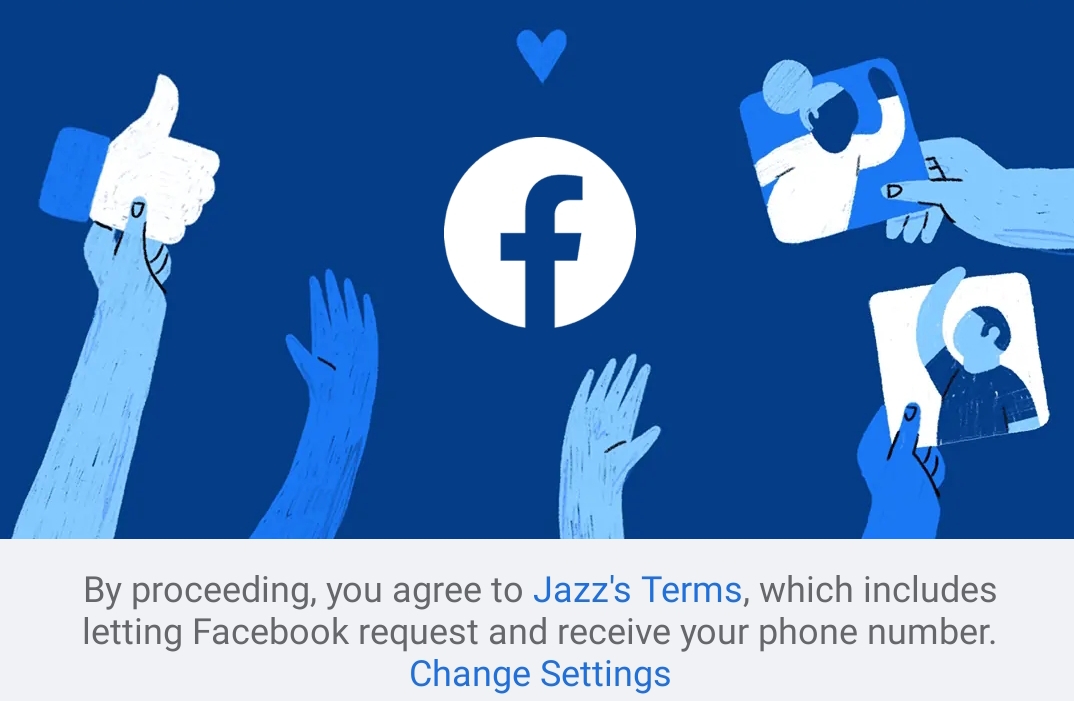 By proceeding, you agree to Jazz's Terms, which includes
letting Facebook request and receive your phone number.
Change Settings